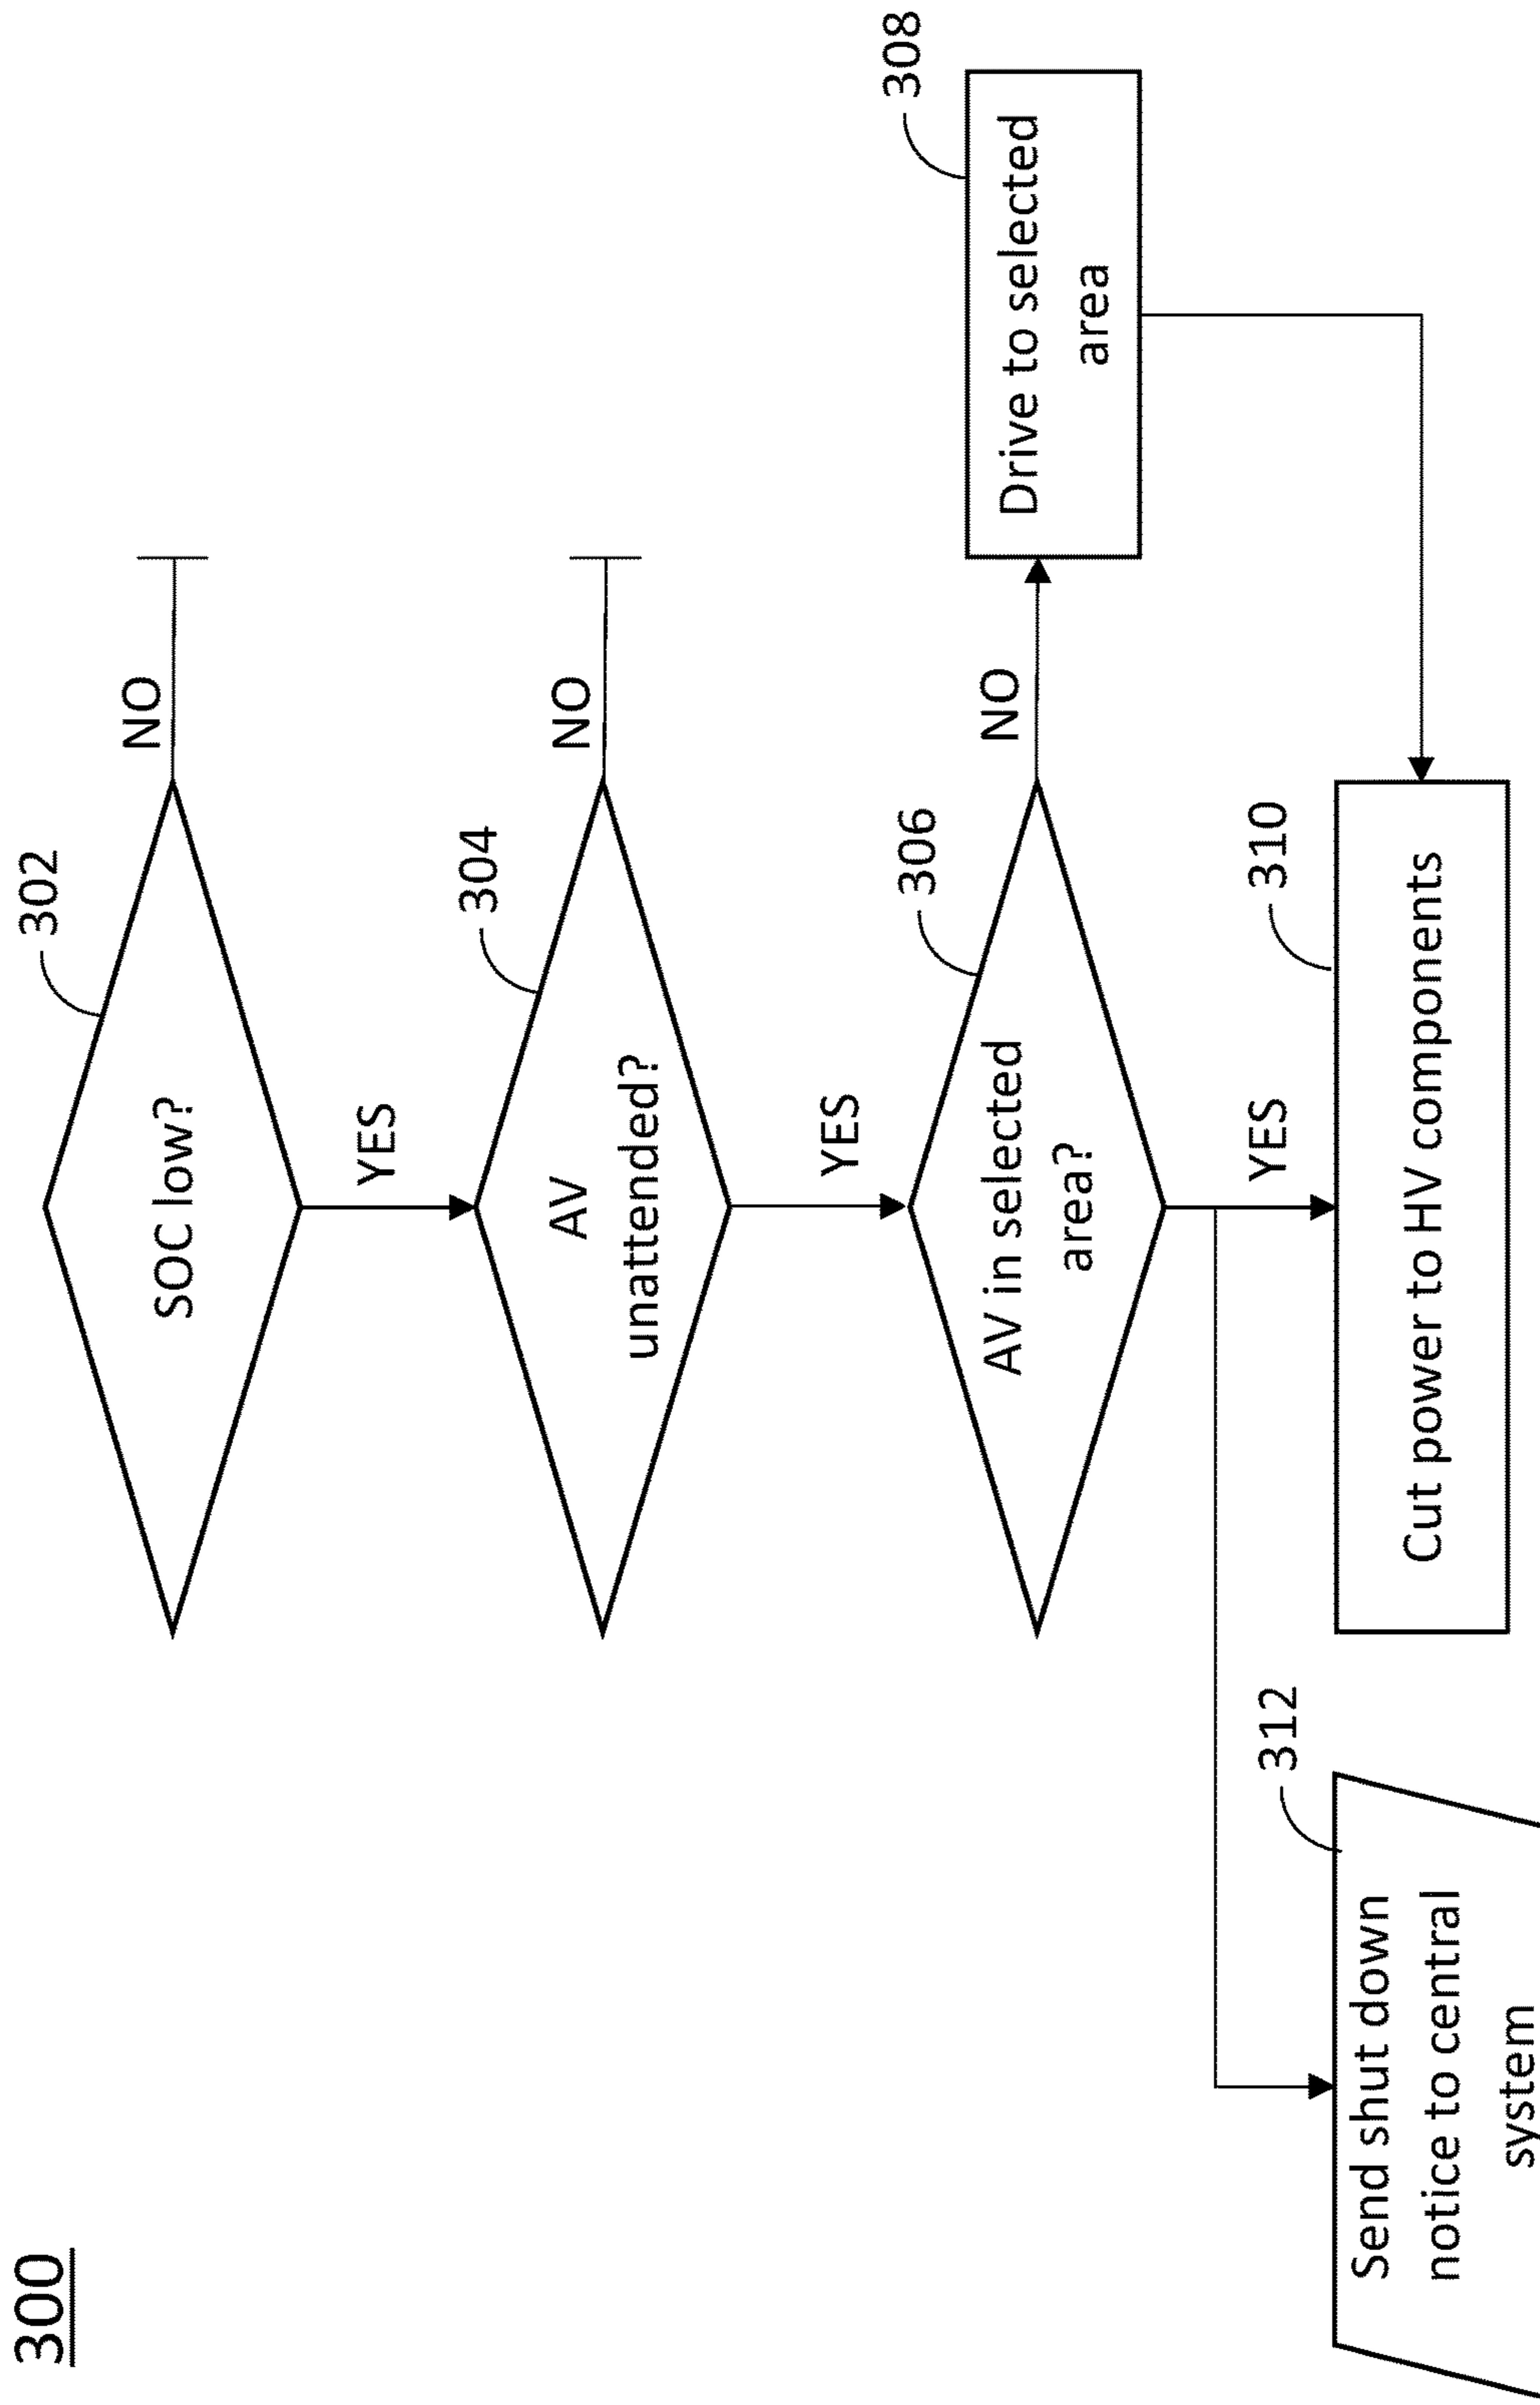 300
302
SOC low?
NO
YES
304
AV
unattended?
NO
YES
306
AV in selected
area?
NO
308
Drive to selected
area
YES
310
Cut power to HV components
312
Send shut down
notice to central
system